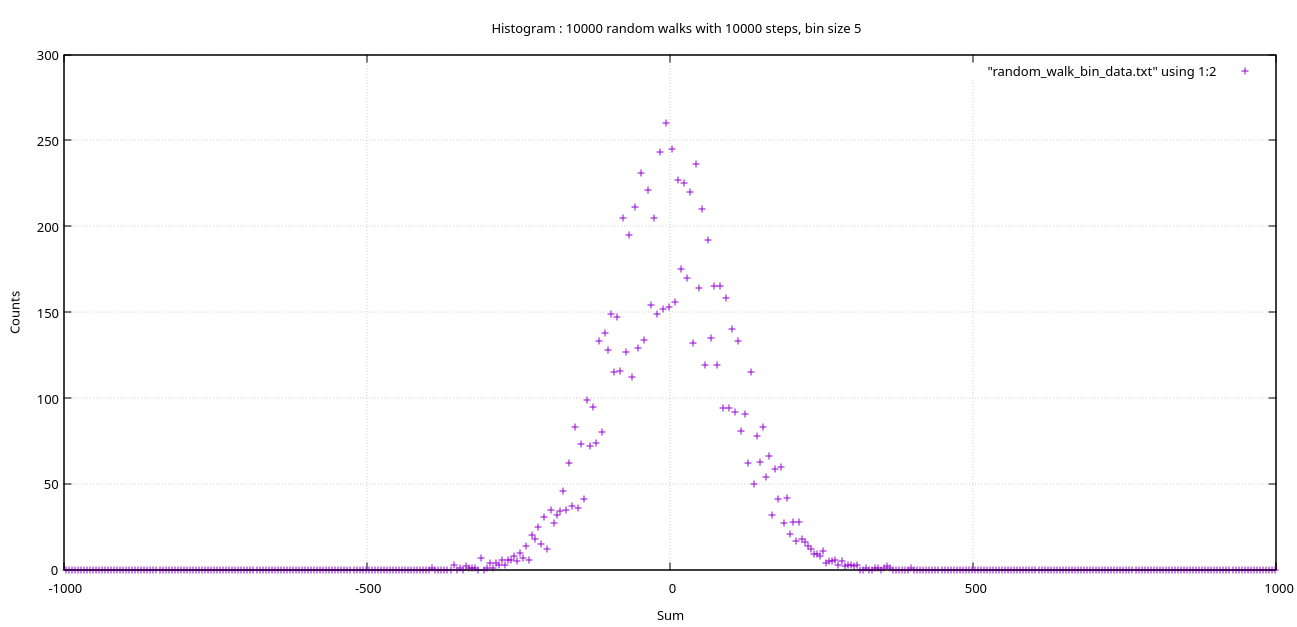 Histogram : 10000 random walks with 10000 steps, bin size 5
300
"random_walk_bin_data.txt" using 1:2
250
200
150
Counts
100
50
0
-1000 -500 0 500 1000
Sum